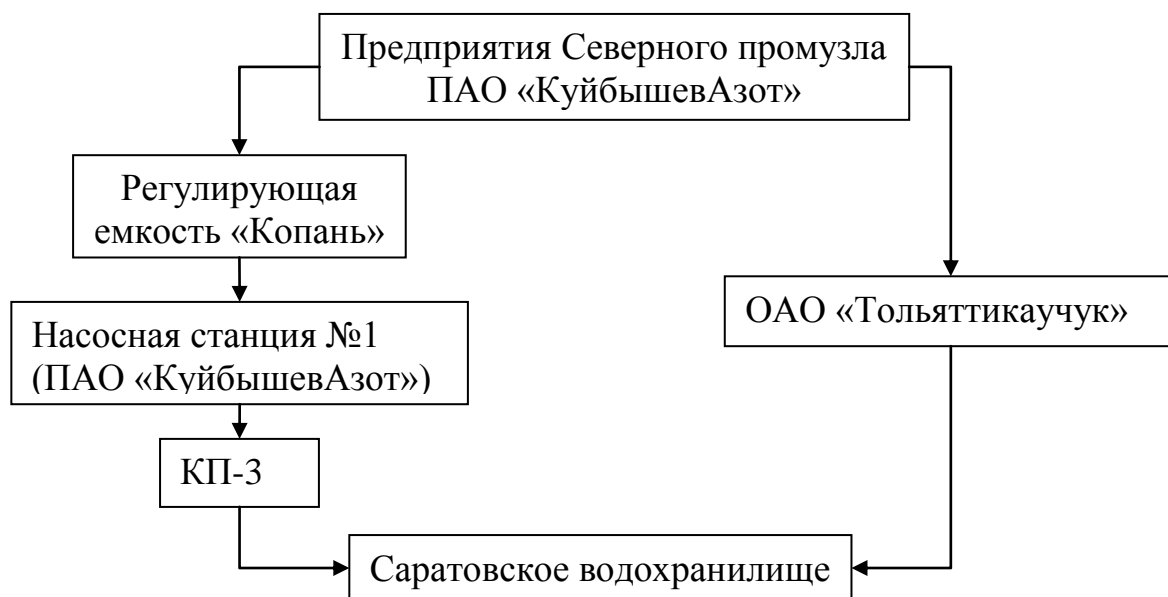 Предприятия Северного промузла
ПАО «КуйбышевАзот»
Регулирующая
емкость «Копань»
Насосная станция №1
(ПАО «КуйбышевАзот»)
ОАО «Тольяттикаучук»
КП-3
Саратовское водохранилище